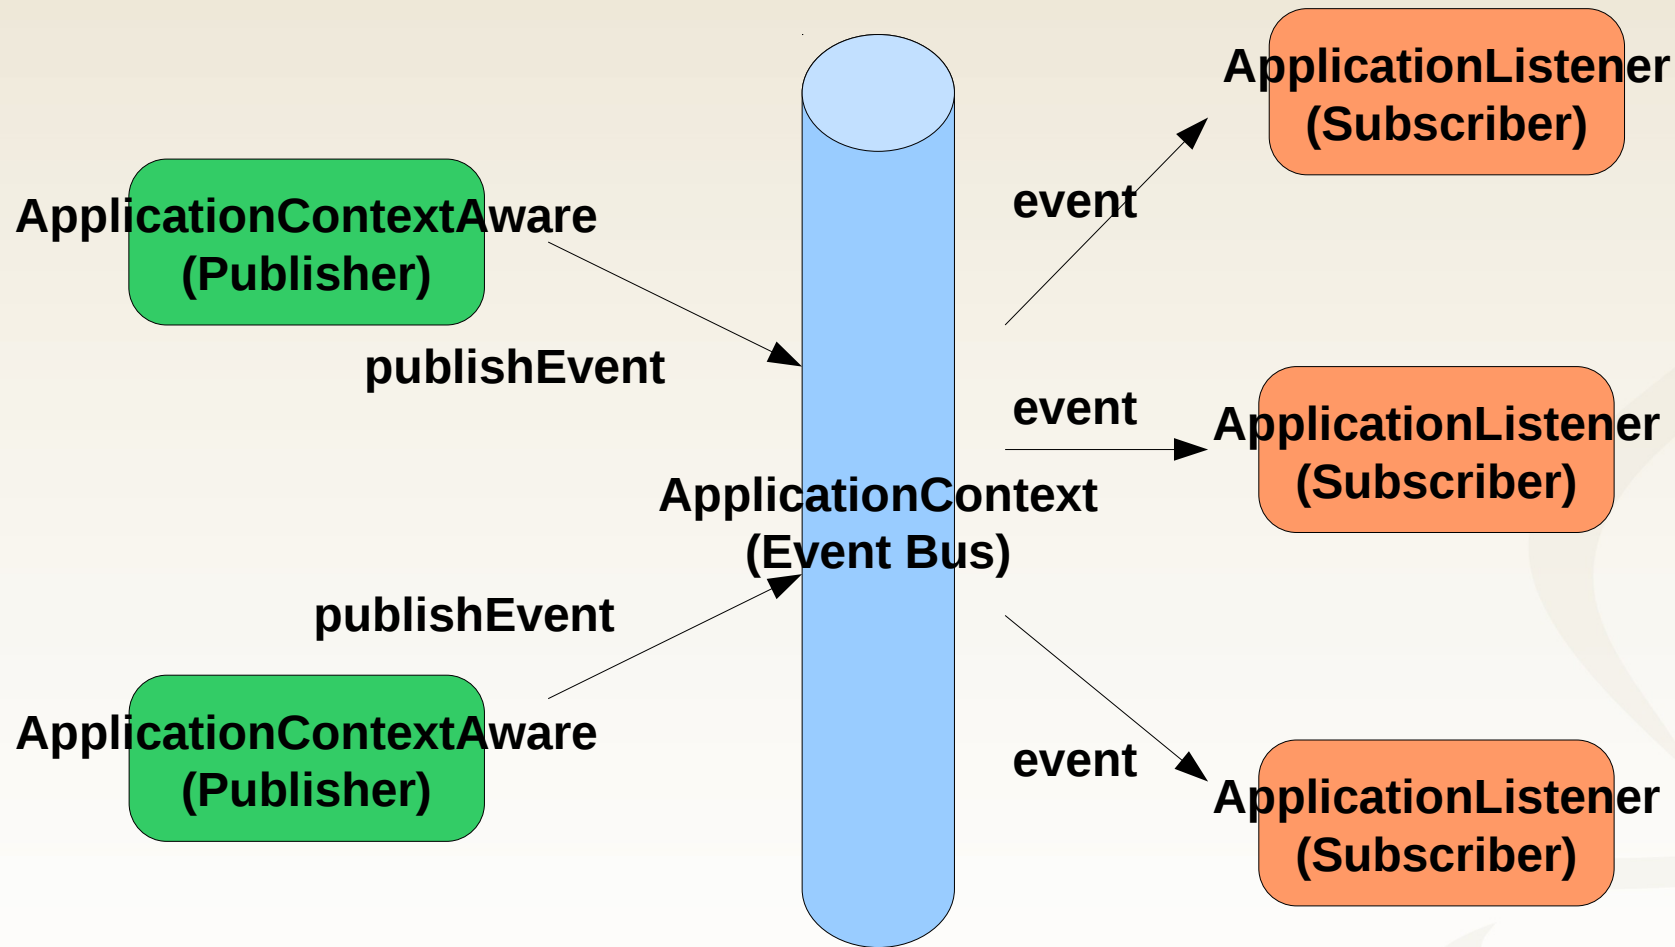 ApplicationContextAware
(Publisher)
publishEvent
publishEvent
ApplicationContextAware
(Publisher)
ApplicationContext
(Event Bus)
event
ApplicationListener
(Subscriber)
event
ApplicationListener
(Subscriber)
event
ApplicationListener
(Subscriber)